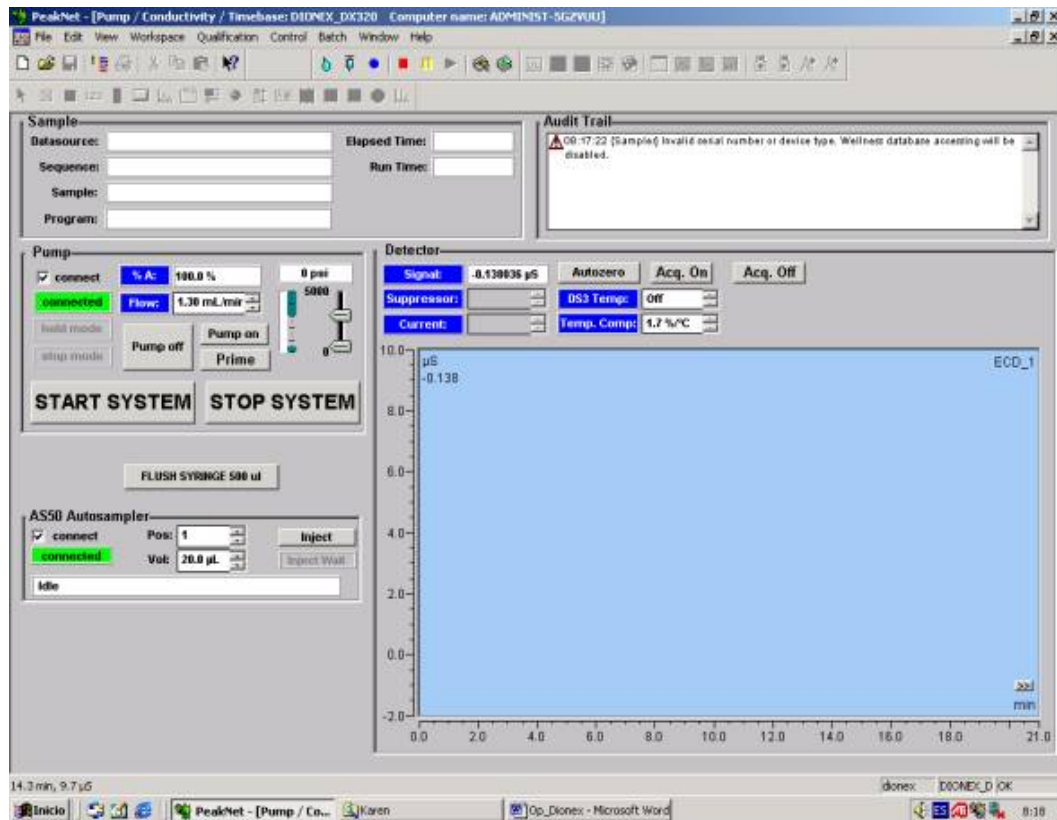 PeakNet - [Pump / Conductivity / Timebase: DIONEX_DX320 Computer name: ADMINIST-5GZVUU]
File Edit View Workspace Qualification Control Batch Window Help
Sample
Datasource:
Elapsed Time:
Sequence:
Run Time:
Sample:
Program:
Audit Trail
08:17:22 {Sampler} Invalid serial number or device type. Wellness database accessing will be
disabled.
Pump
connect
% A: 100.0 %
0 psi
connected
Flow: 1.30 mL/min
5000
hold mode
Pump off
Pump on
stop mode
Prime
0
START SYSTEM STOP SYSTEM
FLUSH SYRINGE 500 ul
AS50 Autosampler
connect Pos: 1 Inject
connected Vol: 20.0 µL Inject Wait
Idle
Detector
Signal: -0.138036 µS Autozero Acq. On Acq. Off
Suppressor: DS3 Temp: Off
Current: Temp. Comp: 1.7 %/°C
10.0
µS
ECD_1
-0.138
8.0
6.0
4.0
2.0
0.0
>>
min
-2.0
0.0 2.0 4.0 6.0 8.0 10.0 12.0 14.0 16.0 18.0 21.0
14.3 min, 9.7 µS dionex DIONEX_D OK
Inicio PeakNet - [Pump / Co... Karen Op_Dionex - Microsoft Word ES 8:18